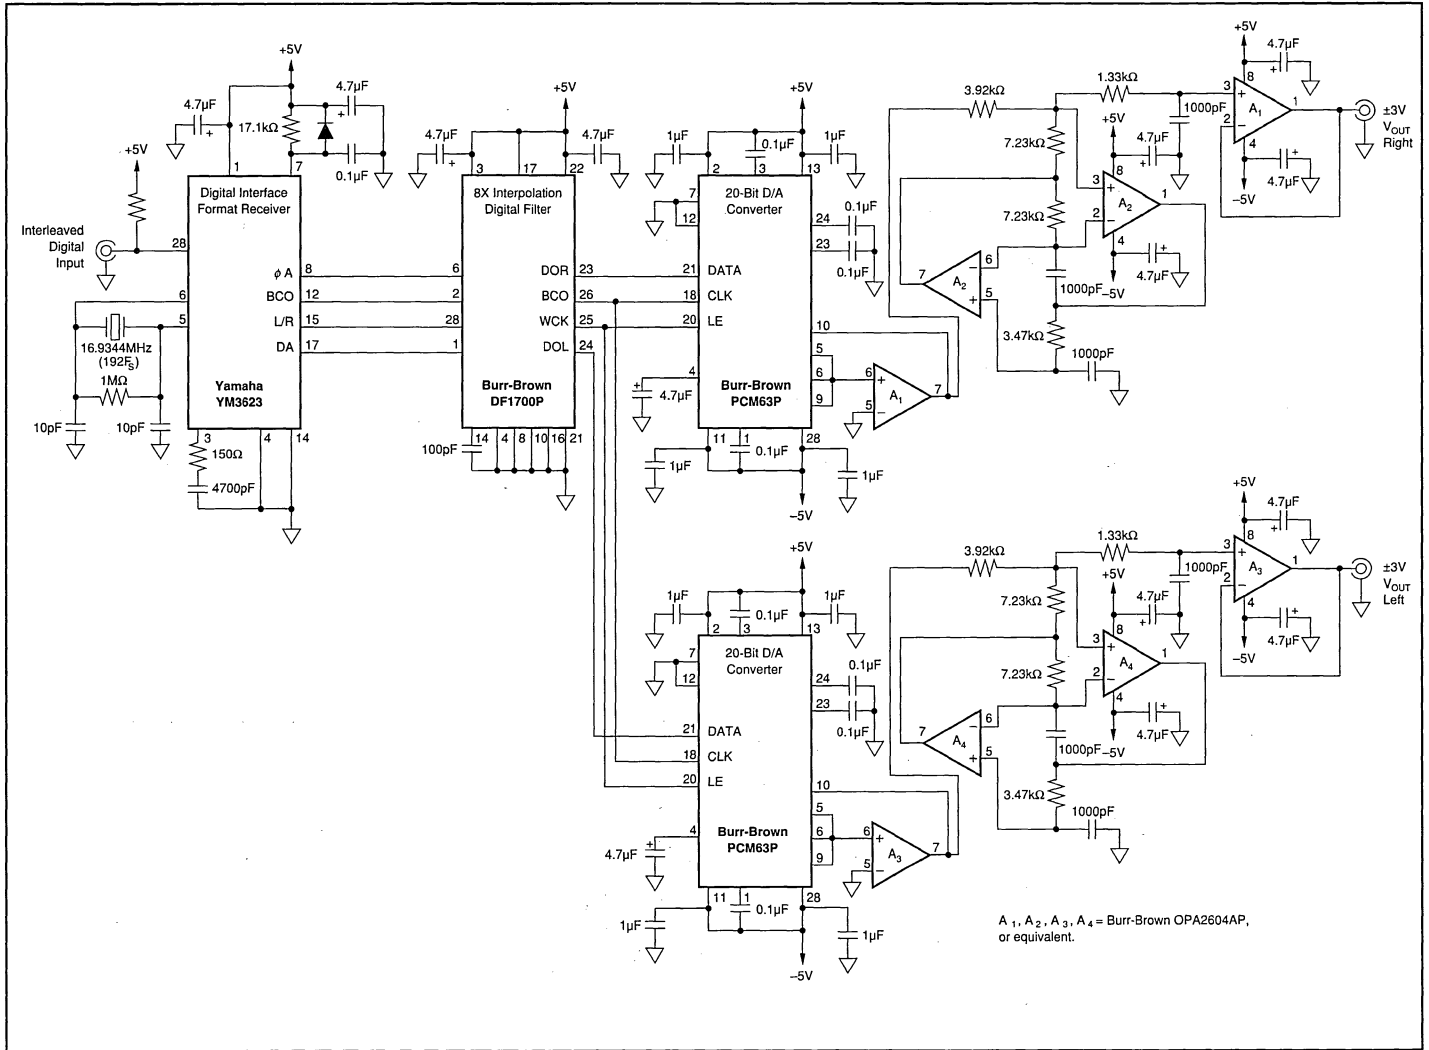 +5V
4.7µF
4.7µF
17.1kΩ
0.1µF
+5V
1
7
Digital Interface
Format Receiver
Interleaved
Digital
Input
28
6
5
φA
8
BCO
12
L/R
15
DA
17
16.9344MHz
(192FS)
1MΩ
10pF
10pF
Yamaha
YM3623
3
4
14
150Ω
4700pF
+5V
4.7µF
4.7µF
3
17
22
8X Interpolation
Digital Filter
6
2
28
1
DOR
23
BCO
26
WCK
25
DOL
24
Burr-Brown
DF1700P
100pF
14
4
8
10
16
21
+5V
1µF
0.1µF
1µF
2
3
13
20-Bit D/A
Converter
7
12
24
0.1µF
23
0.1µF
21
DATA
18
CLK
20
LE
10
5
6
9
4
4.7µF
Burr-Brown
PCM63P
11
1
28
0.1µF
1µF
1µF
–5V
6
+
5
–
A1
7
3.92kΩ
1.33kΩ
7.23kΩ
7.23kΩ
+5V
4.7µF
1000pF
8
3
+
2
–
A2
1
4
–5V
4.7µF
7
A2
6
–
5
+
1000pF
3.47kΩ
1000pF
+5V
4.7µF
8
3
+
2
–
A1
1
4
–5V
4.7µF
±3V
VOUT
Right
+5V
1µF
0.1µF
1µF
2
3
13
20-Bit D/A
Converter
7
12
24
0.1µF
23
0.1µF
21
DATA
18
CLK
20
LE
10
5
6
9
4
4.7µF
Burr-Brown
PCM63P
11
1
28
0.1µF
1µF
1µF
–5V
6
+
5
–
A3
7
3.92kΩ
1.33kΩ
7.23kΩ
7.23kΩ
+5V
4.7µF
1000pF
8
3
+
2
–
A4
1
4
–5V
4.7µF
7
A4
6
–
5
+
1000pF
3.47kΩ
1000pF
+5V
4.7µF
8
3
+
2
–
A3
1
4
–5V
4.7µF
±3V
VOUT
Left
A1, A2, A3, A4 = Burr-Brown OPA2604AP,
or equivalent.